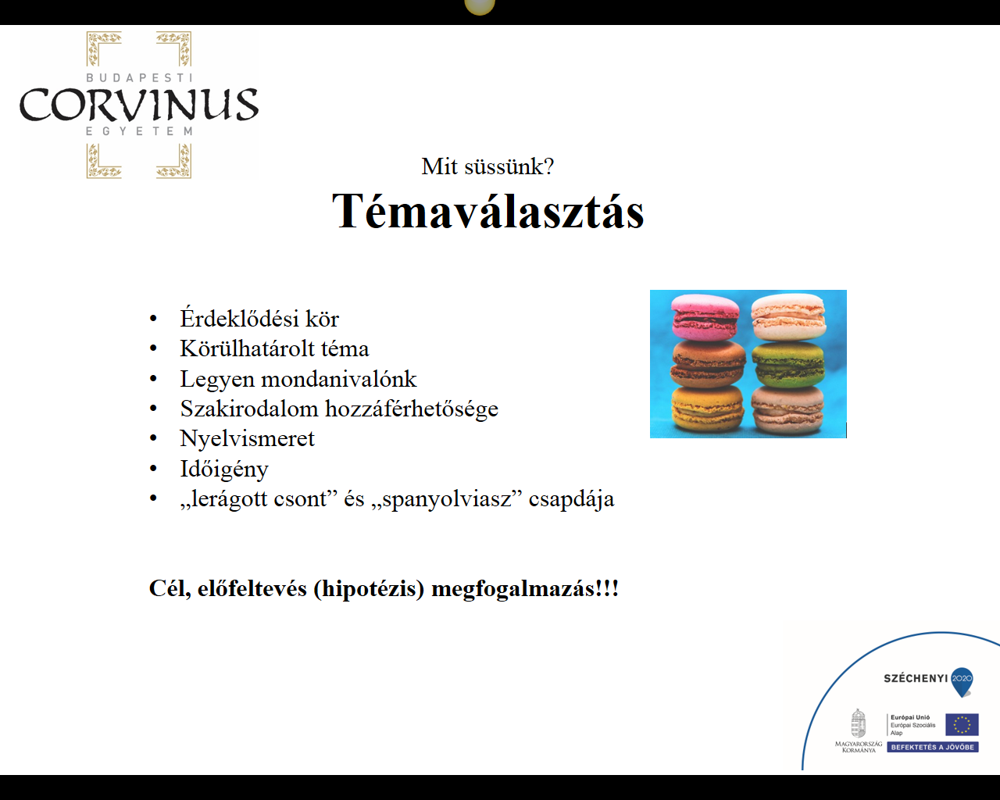 BUDAPESTI
CORVINUS
EGYETEM
Mit süssünk?
Témaválasztás
• Érdeklődési kör
• Körülhatárolt téma
• Legyen mondanivalónk
• Szakirodalom hozzáférhetősége
• Nyelvismeret
• Időigény
• „lerágott csont” és „spanyolviasz” csapdája
Cél, előfeltevés (hipotézis) megfogalmazás!!!
SZÉCHENYI 2020
Európai Unió
Európai Szociális
Alap
MAGYARORSZÁG
KORMÁNYA
BEFEKTETÉS A JÖVŐBE